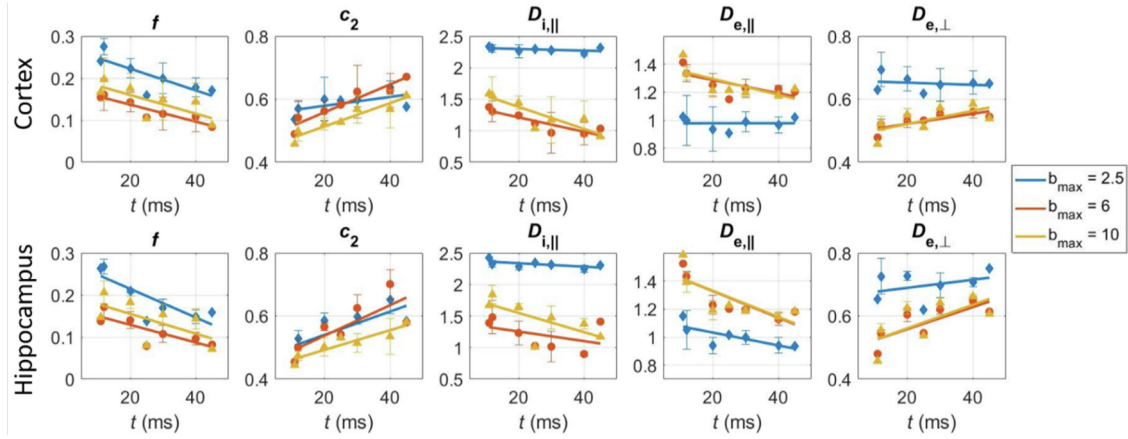 f c₂ Di,|| De,|| De,⊥
Cortex
0.3 0.2 0.1 0
0.8 0.6 0.4
2.5 2 1.5 1 0.5
1.4 1.2 1 0.8
0.8 0.6 0.4
20 40 20 40 20 40 20 40 20 40
t (ms) t (ms) t (ms) t (ms) t (ms)
bmax = 2.5
bmax = 6
bmax = 10
f c₂ Di,|| De,|| De,⊥
Hippocampus
0.3 0.2 0.1 0
0.8 0.6 0.4
2.5 2 1.5 1 0.5
1.4 1.2 1 0.8
0.8 0.6 0.4
20 40 20 40 20 40 20 40 20 40
t (ms) t (ms) t (ms) t (ms) t (ms)